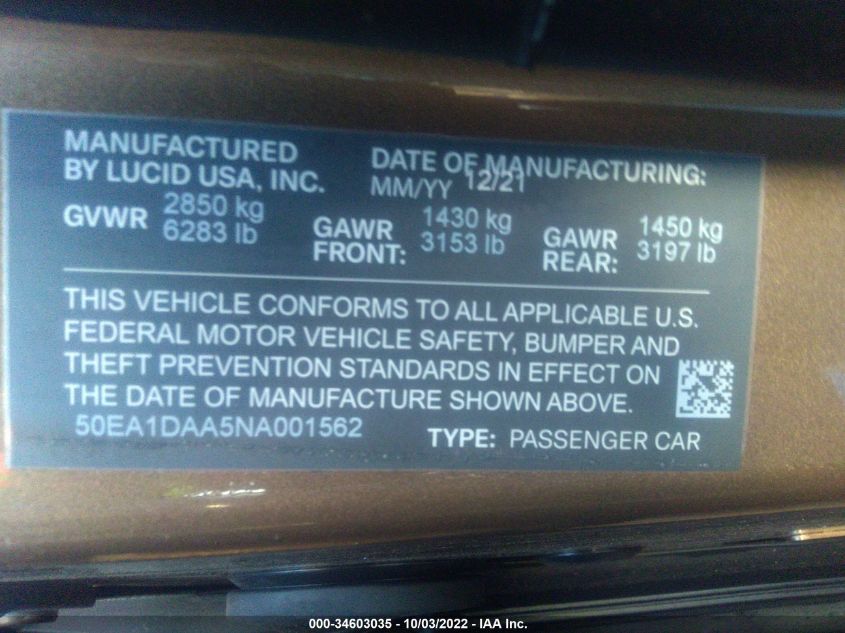 MANUFACTURED
BY LUCID USA, INC.
DATE OF MANUFACTURING:
MM/YY 12/21
GVWR 2850 kg
6283 lb
GAWR
FRONT: 1430 kg
3153 lb
GAWR
REAR: 1450 kg
3197 lb
THIS VEHICLE CONFORMS TO ALL APPLICABLE U.S.
FEDERAL MOTOR VEHICLE SAFETY, BUMPER AND
THEFT PREVENTION STANDARDS IN EFFECT ON
THE DATE OF MANUFACTURE SHOWN ABOVE.
50EA1DAA5NA001562
TYPE: PASSENGER CAR
000-34603035 - 10/03/2022 - IAA Inc.